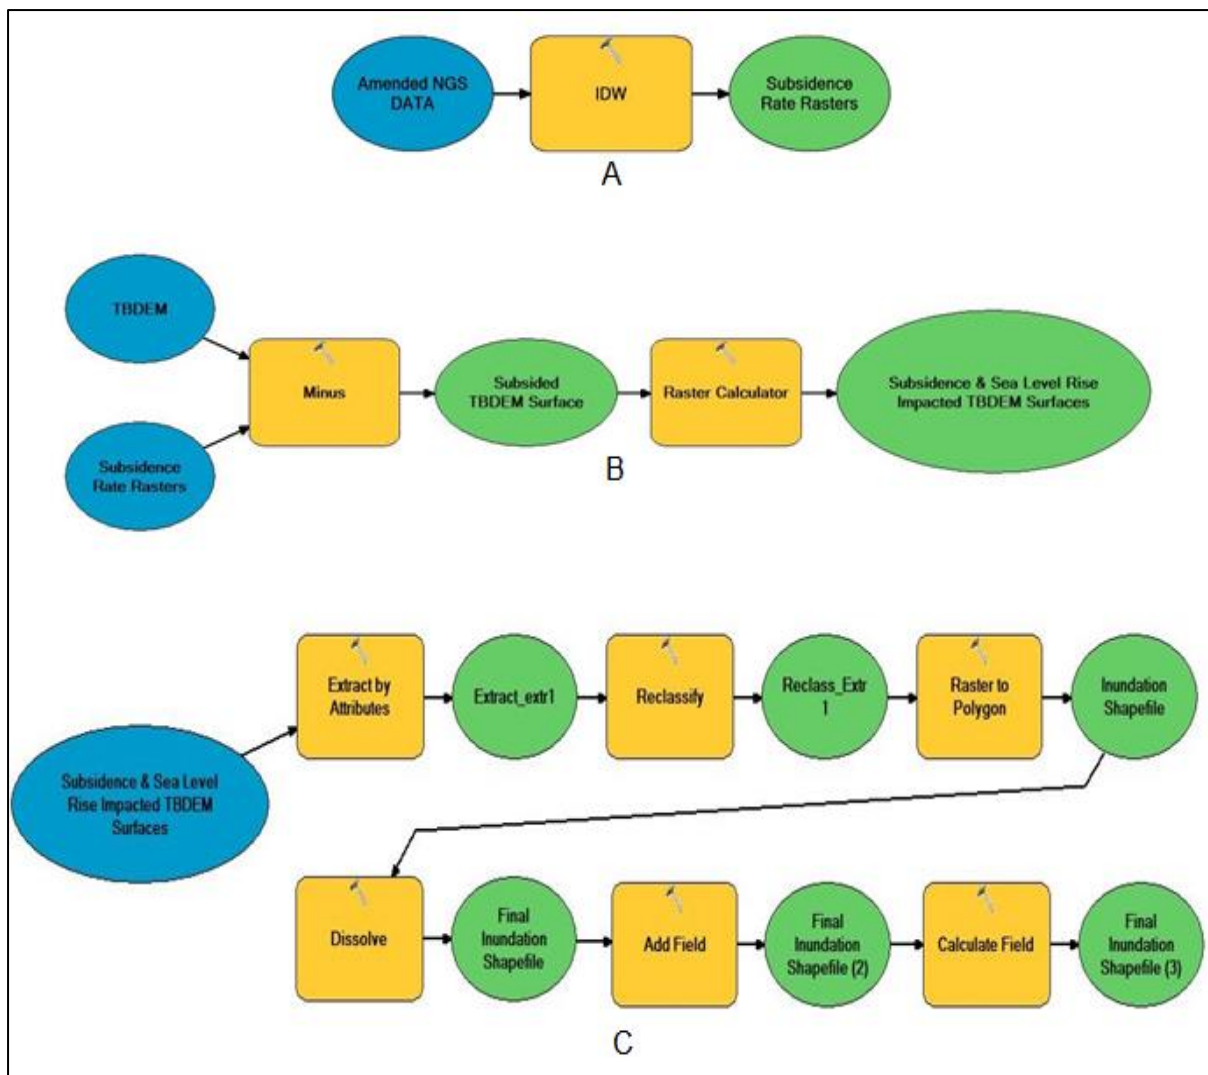 Amended NGS
DATA
IDW
Subsidence
Rate Rasters
A
TBDEM
Subsidence
Rate Rasters
Minus
Subsided
TBDEM Surface
Raster Calculator
Subsidence & Sea Level Rise
Impacted TBDEM Surfaces
B
Subsidence & Sea Level
Rise Impacted TBDEM
Surfaces
Extract by
Attributes
Extract_extr1
Reclassify
Reclass_Extr
1
Raster to
Polygon
Inundation
Shapefile
Dissolve
Final
Inundation
Shapefile
Add Field
Final
Inundation
Shapefile (2)
Calculate Field
Final
Inundation
Shapefile (3)
C